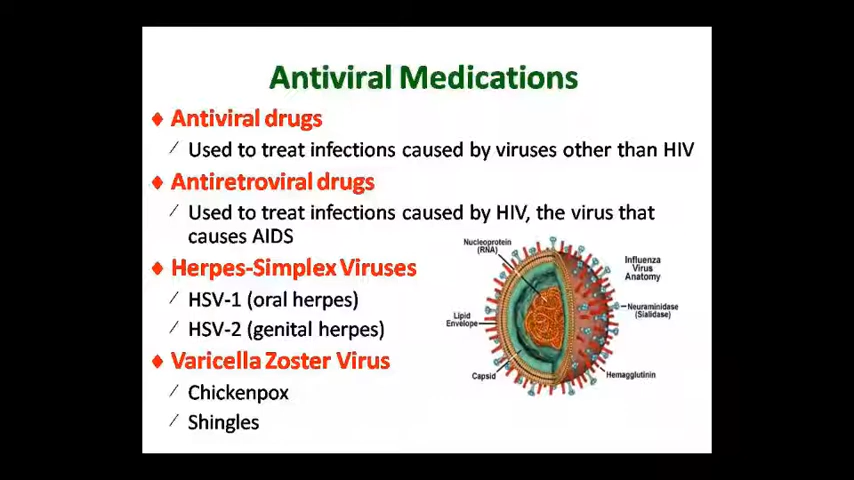 Antiviral Medications
Antiviral drugs
Used to treat infections caused by viruses other than HIV
Antiretroviral drugs
Used to treat infections caused by HIV, the virus that
causes AIDS
Herpes-Simplex Viruses
HSV-1 (oral herpes)
HSV-2 (genital herpes)
Varicella Zoster Virus
Chickenpox
Shingles
Nucleoprotein
(RNA)
Influenza
Virus
Anatomy
Neuraminidase
(Sialidase)
Lipid
Envelope
Capsid
Hemagglutinin